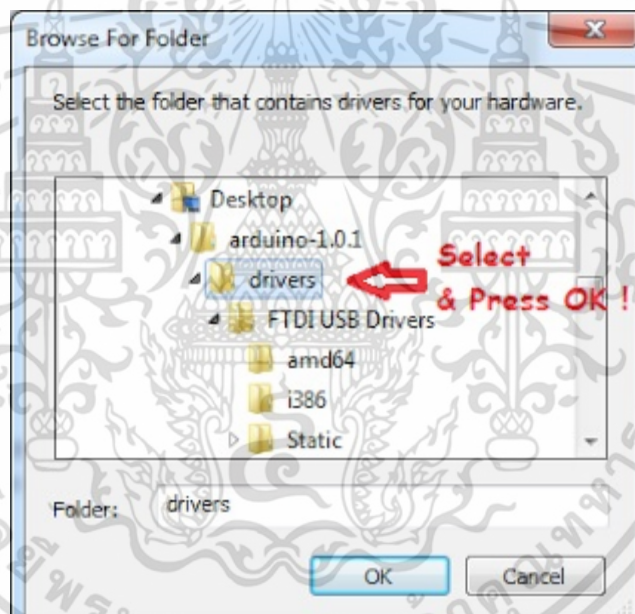 Browse For Folder
Select the folder that contains drivers for your hardware.
Desktop
arduino-1.0.1
drivers
Select
& Press OK !
FTDI USB Drivers
amd64
i386
Static
Folder: drivers
OK Cancel